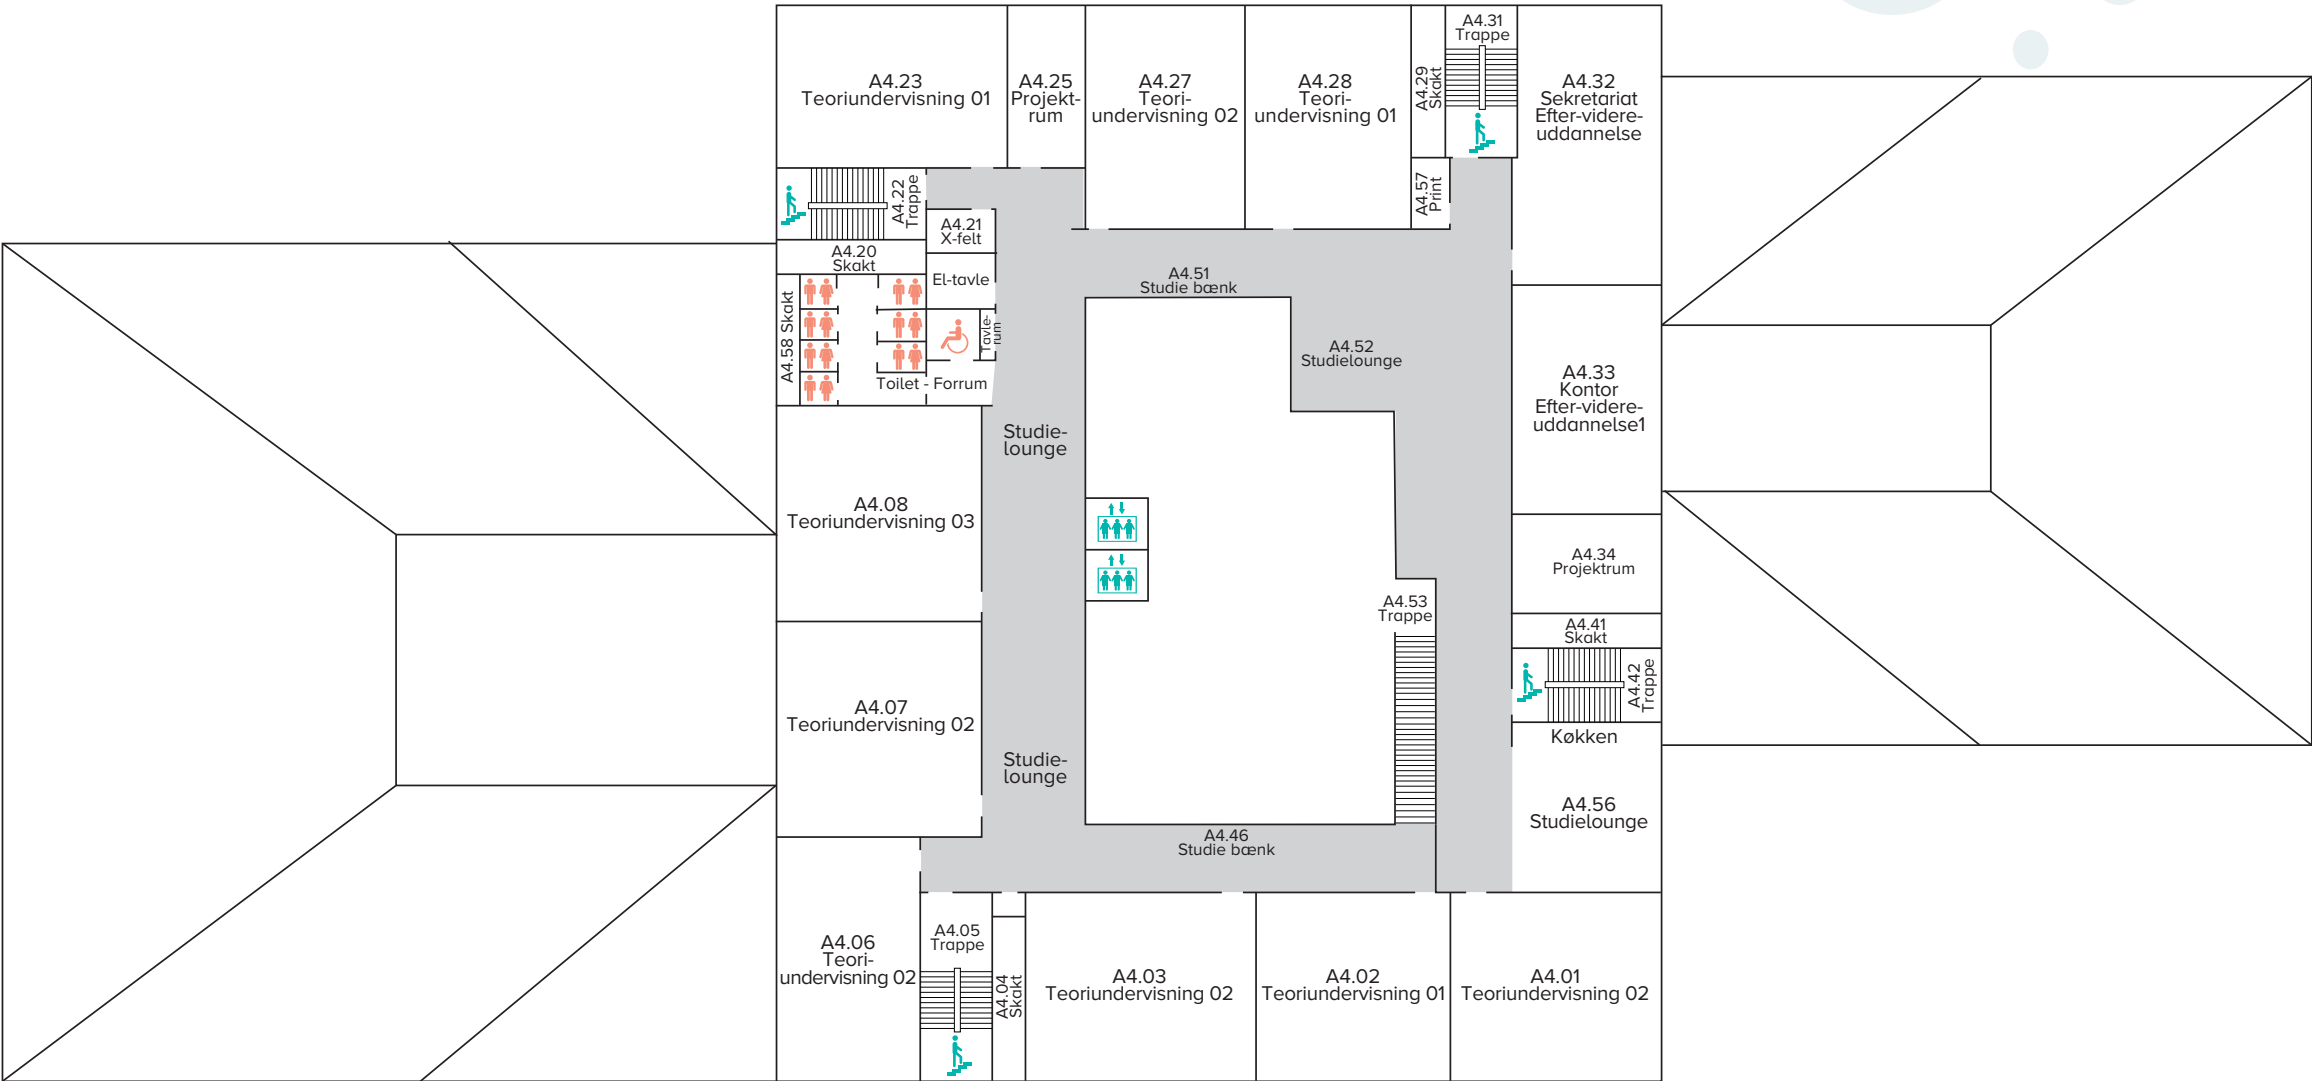 A4.23
Teoriundervisning 01
A4.25
Projekt-
rum
A4.27
Teori-
undervisning 02
A4.28
Teori-
undervisning 01
A4.29
Skakt
A4.31
Trappe
A4.32
Sekretariat
Efter-videre-
uddannelse
A4.22
Trappe
A4.57
Print
A4.21
X-felt
A4.20
Skakt
El-tavle
A4.58 Skakt
Tavle-
rum
Toilet - Forrum
A4.51
Studie bænk
A4.52
Studielounge
A4.33
Kontor
Efter-videre-
uddannelse1
Studie-
lounge
A4.08
Teoriundervisning 03
A4.34
Projektrum
A4.53
Trappe
A4.41
Skakt
A4.42
Trappe
A4.07
Teoriundervisning 02
Køkken
Studie-
lounge
A4.56
Studielounge
A4.46
Studie bænk
A4.06
Teori-
undervisning 02
A4.05
Trappe
A4.04
Skakt
A4.03
Teoriundervisning 02
A4.02
Teoriundervisning 01
A4.01
Teoriundervisning 02